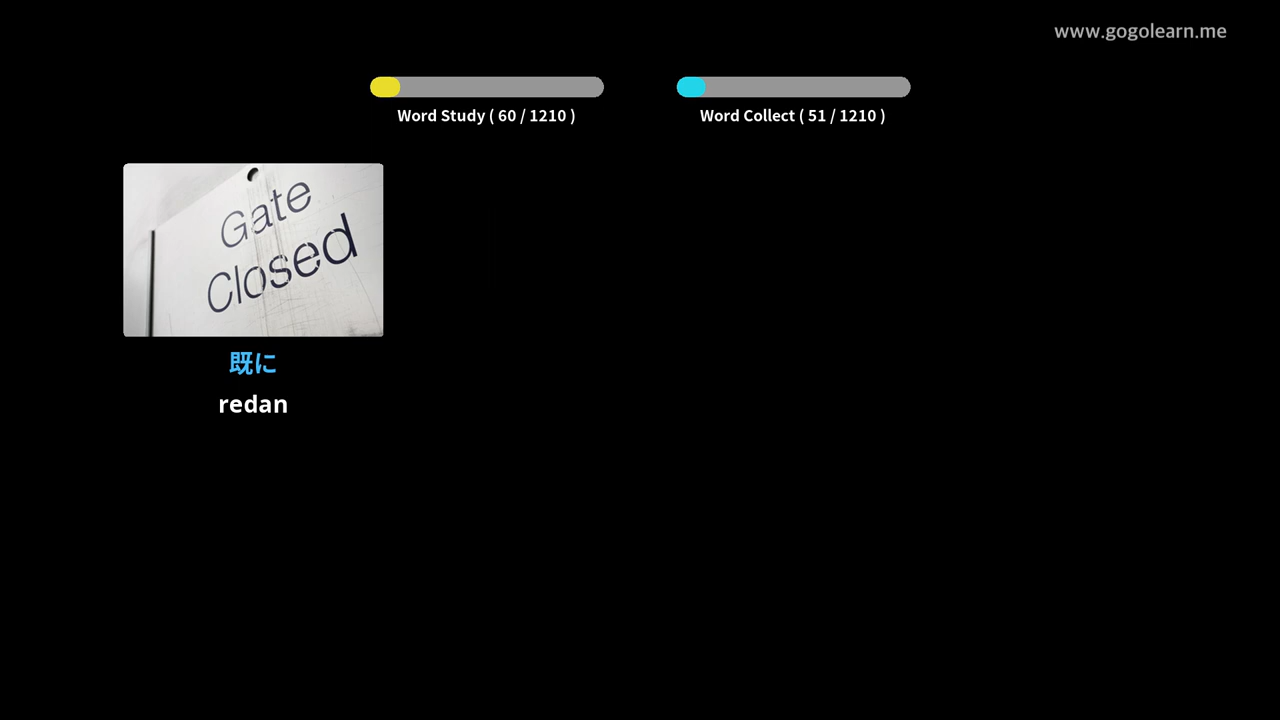 www.gogolearn.me
Word Study ( 60 / 1210 )
Word Collect ( 51 / 1210 )
Gate
Closed
既に
redan